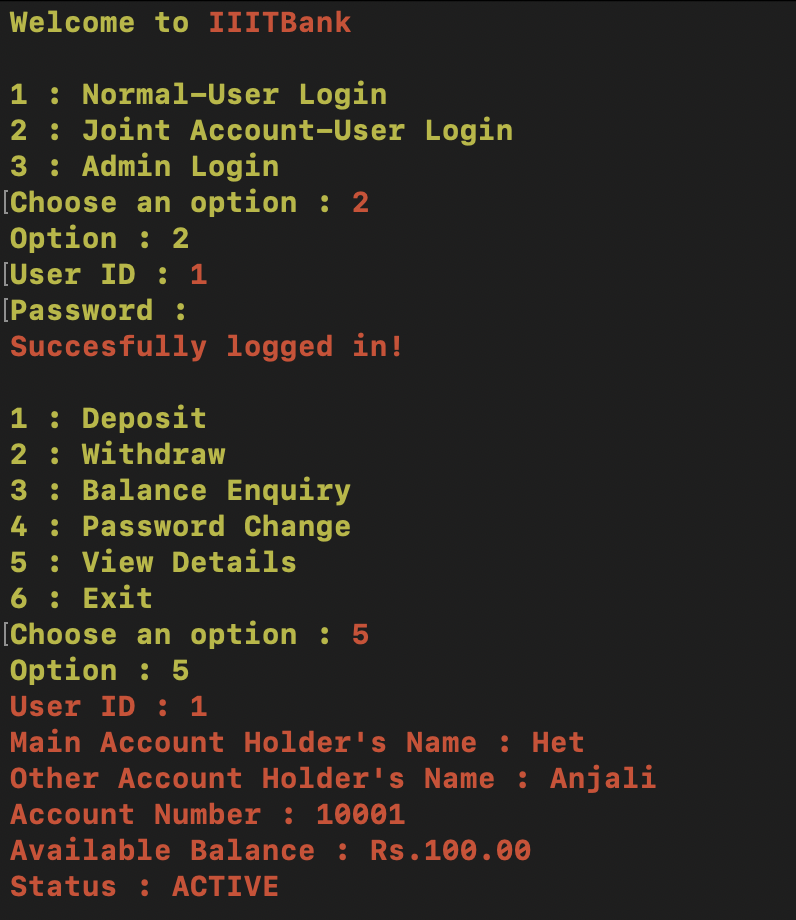 Welcome to IIITBank
1 : Normal-User Login
2 : Joint Account-User Login
3 : Admin Login
Choose an option : 2
Option : 2
User ID : 1
Password :
Succesfully logged in!
1 : Deposit
2 : Withdraw
3 : Balance Enquiry
4 : Password Change
5 : View Details
6 : Exit
Choose an option : 5
Option : 5
User ID : 1
Main Account Holder's Name : Het
Other Account Holder's Name : Anjali
Account Number : 10001
Available Balance : Rs.100.00
Status : ACTIVE